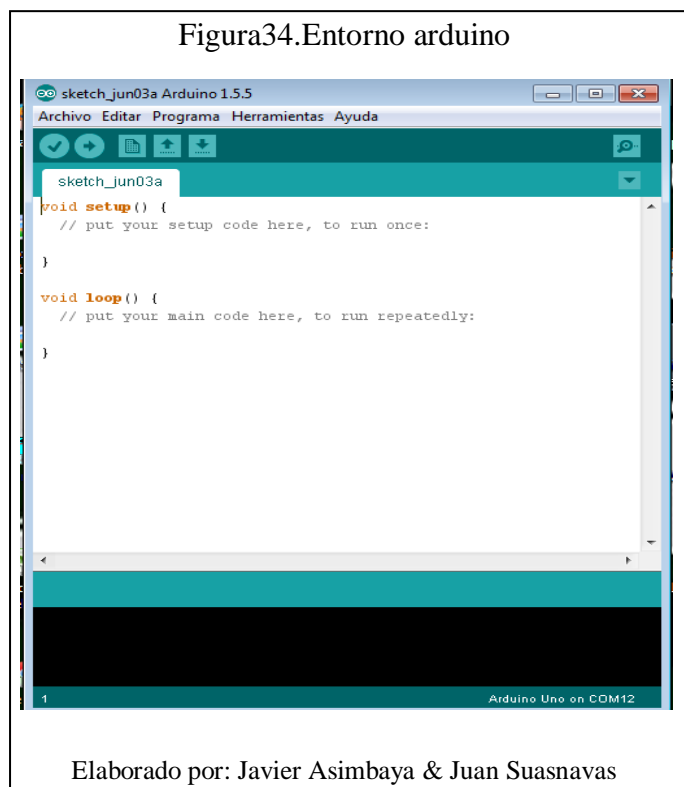 Figura34.Entorno arduino
sketch_jun03a Arduino 1.5.5
Archivo Editar Programa Herramientas Ayuda
sketch_jun03a
void setup() {
// put your setup code here, to run once:
}
void loop() {
// put your main code here, to run repeatedly:
}
1 Arduino Uno on COM12
Elaborado por: Javier Asimbaya & Juan Suasnavas